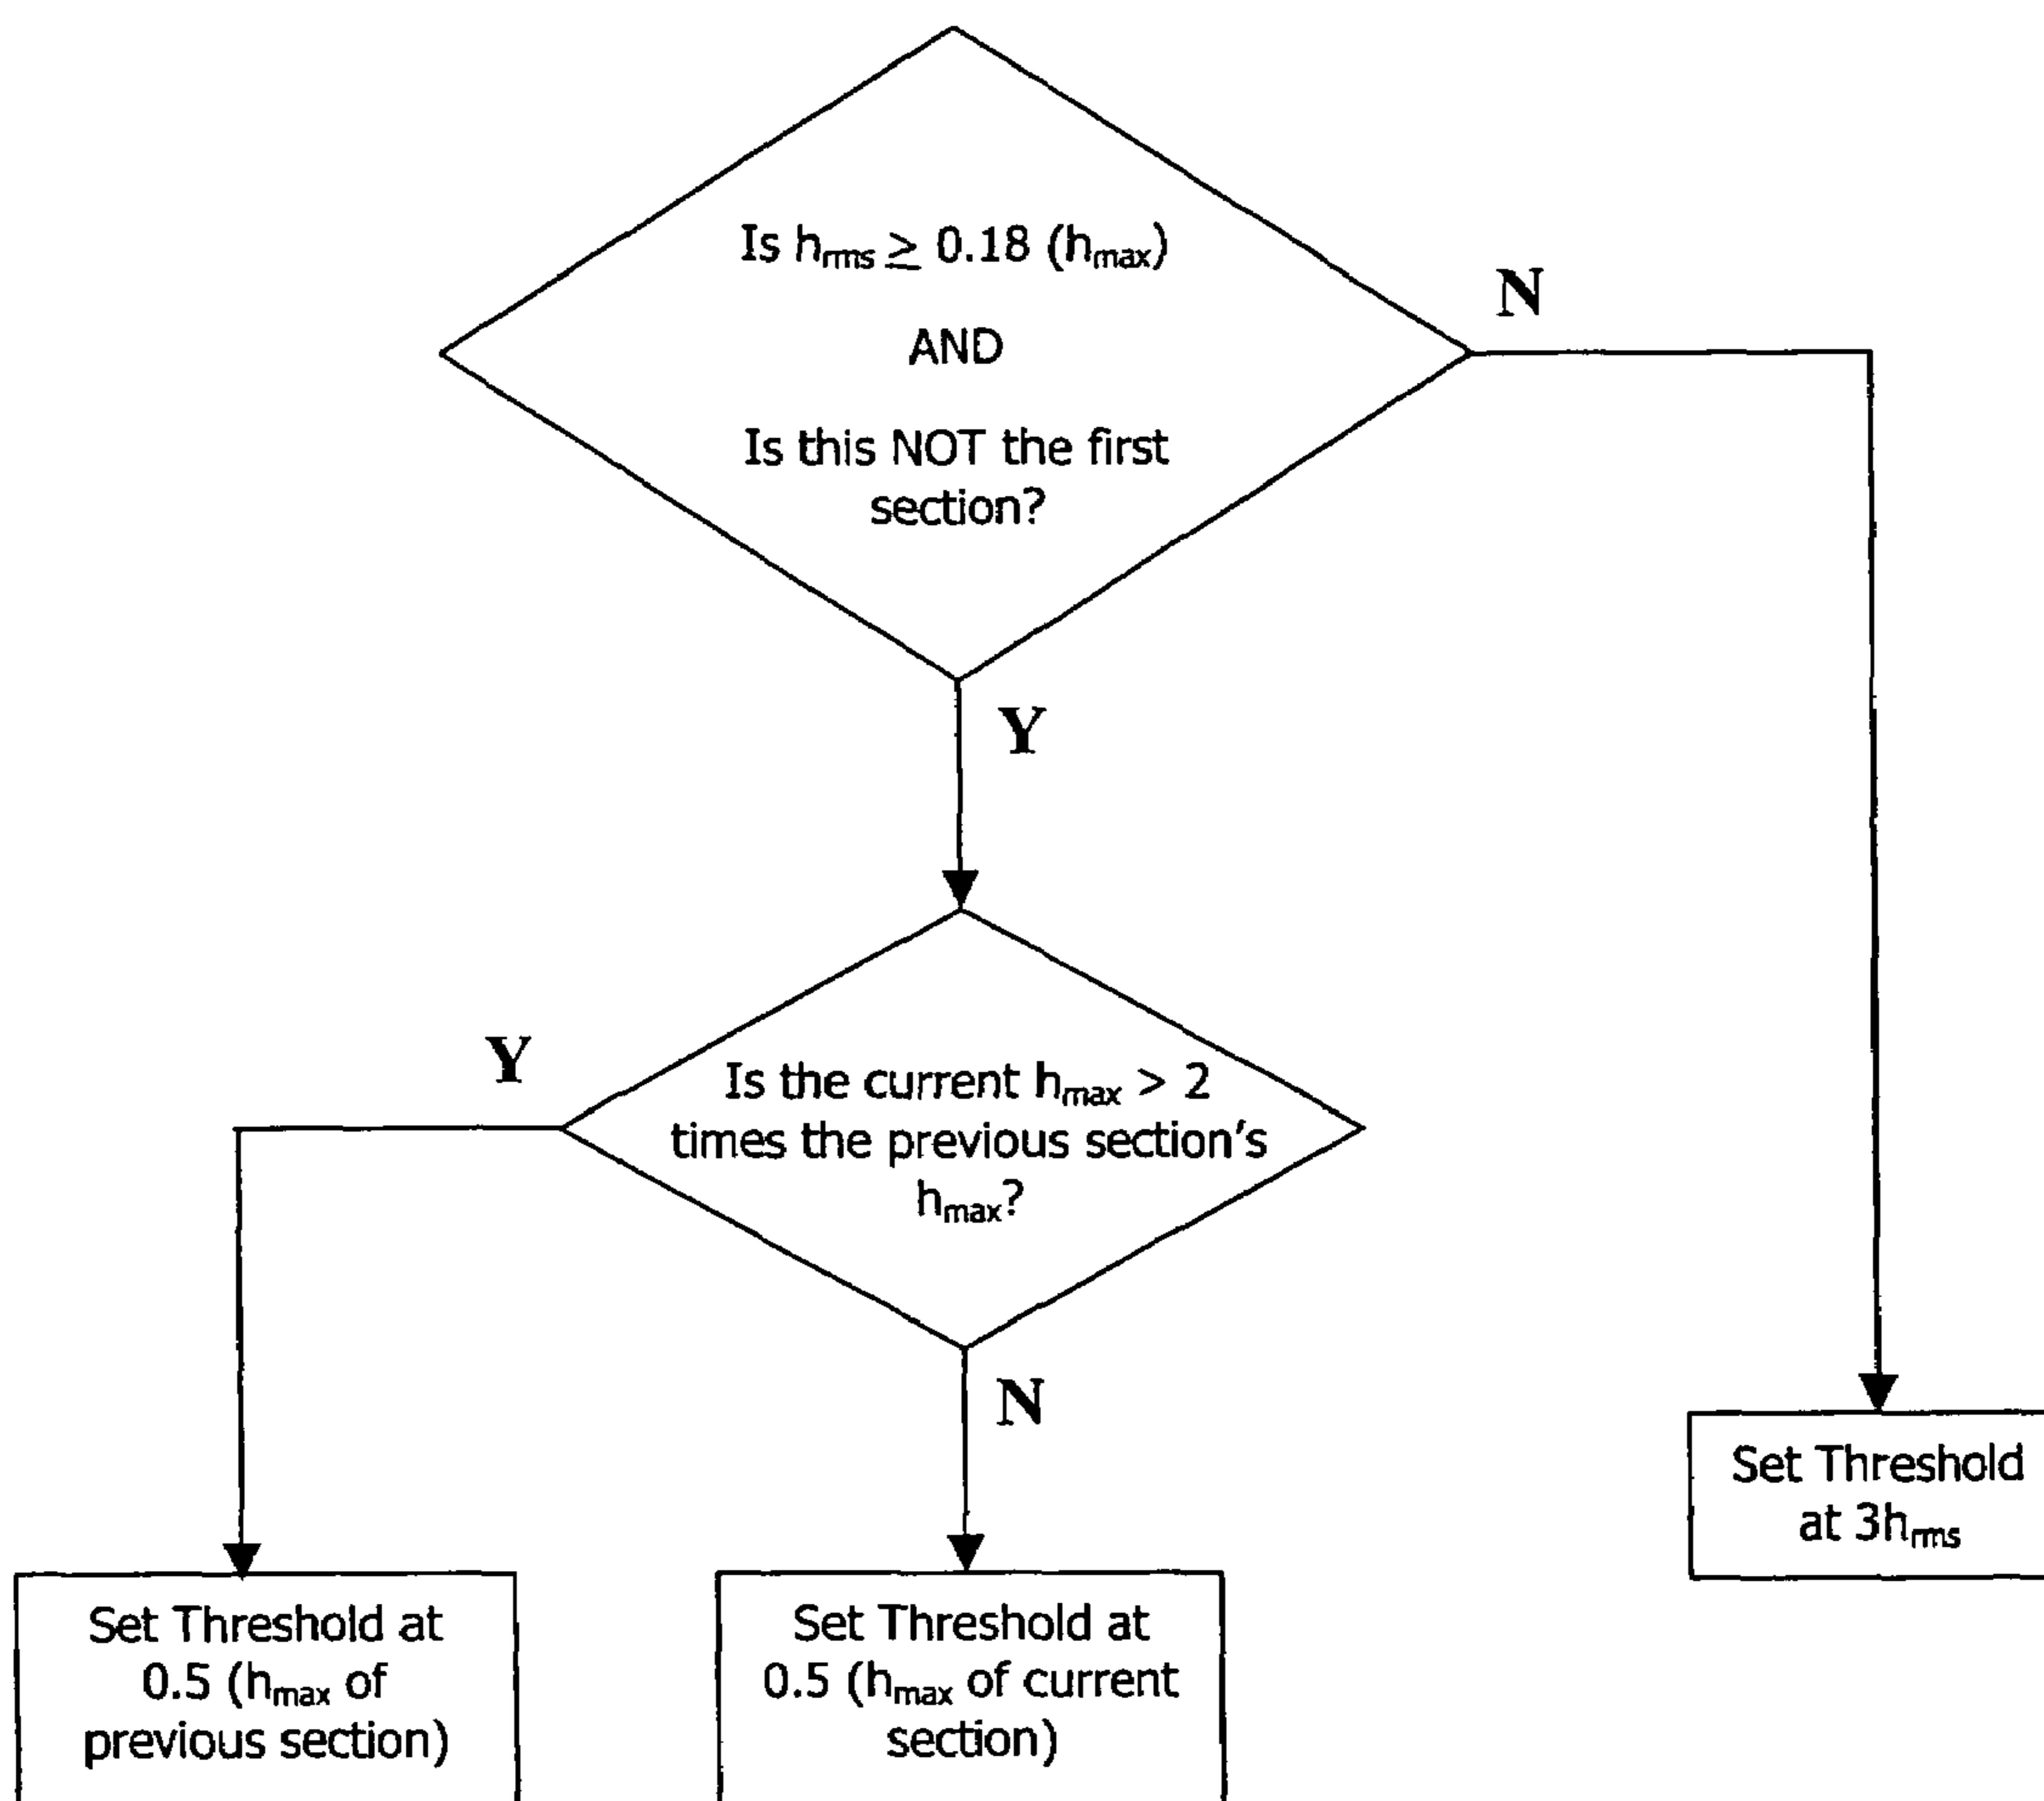 Is hrms ≥ 0.18 (hmax)
AND
Is this NOT the first
section?
N
Y
Y
Is the current hmax > 2
times the previous section's
hmax?
N
Set Threshold
at 3hrms
Set Threshold at
0.5 (hmax of
previous section)
Set Threshold at
0.5 (hmax of current
section)